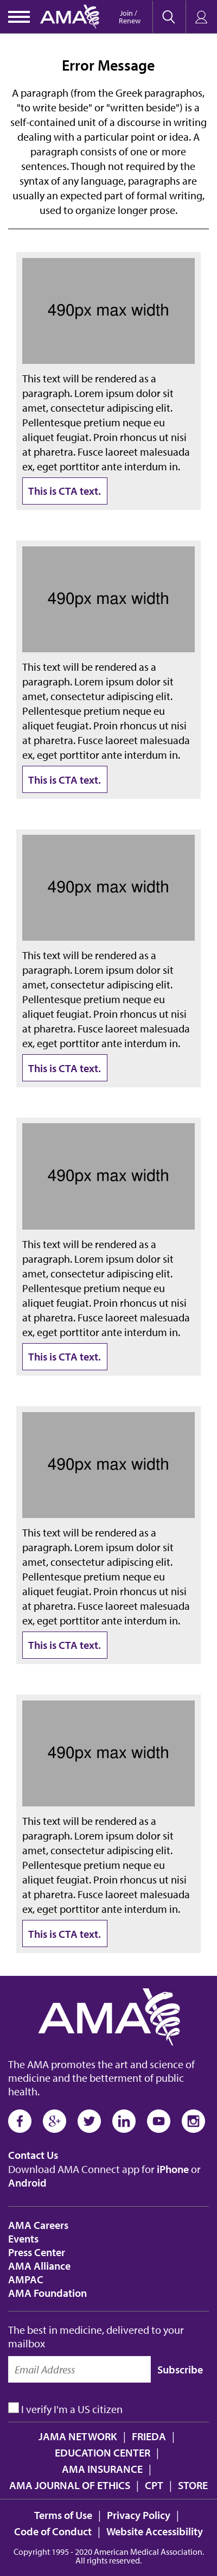 AMA
Join /
Renew
Error Message
A paragraph (from the Greek paragraphos,
"to write beside" or "written beside") is a
self-contained unit of a discourse in writing
dealing with a particular point or idea. A
paragraph consists of one or more
sentences. Though not required by the
syntax of any language, paragraphs are
usually an expected part of formal writing,
used to organize longer prose.
490px max width
This text will be rendered as a
paragraph. Lorem ipsum dolor sit
amet, consectetur adipiscing elit.
Pellentesque pretium neque eu
aliquet feugiat. Proin rhoncus ut nisi
at pharetra. Fusce laoreet malesuada
ex, eget porttitor ante interdum in.
This is CTA text.
490px max width
This text will be rendered as a
paragraph. Lorem ipsum dolor sit
amet, consectetur adipiscing elit.
Pellentesque pretium neque eu
aliquet feugiat. Proin rhoncus ut nisi
at pharetra. Fusce laoreet malesuada
ex, eget porttitor ante interdum in.
This is CTA text.
490px max width
This text will be rendered as a
paragraph. Lorem ipsum dolor sit
amet, consectetur adipiscing elit.
Pellentesque pretium neque eu
aliquet feugiat. Proin rhoncus ut nisi
at pharetra. Fusce laoreet malesuada
ex, eget porttitor ante interdum in.
This is CTA text.
490px max width
This text will be rendered as a
paragraph. Lorem ipsum dolor sit
amet, consectetur adipiscing elit.
Pellentesque pretium neque eu
aliquet feugiat. Proin rhoncus ut nisi
at pharetra. Fusce laoreet malesuada
ex, eget porttitor ante interdum in.
This is CTA text.
490px max width
This text will be rendered as a
paragraph. Lorem ipsum dolor sit
amet, consectetur adipiscing elit.
Pellentesque pretium neque eu
aliquet feugiat. Proin rhoncus ut nisi
at pharetra. Fusce laoreet malesuada
ex, eget porttitor ante interdum in.
This is CTA text.
490px max width
This text will be rendered as a
paragraph. Lorem ipsum dolor sit
amet, consectetur adipiscing elit.
Pellentesque pretium neque eu
aliquet feugiat. Proin rhoncus ut nisi
at pharetra. Fusce laoreet malesuada
ex, eget porttitor ante interdum in.
This is CTA text.
AMA
The AMA promotes the art and science of
medicine and the betterment of public
health.
Contact Us
Download AMA Connect app for iPhone or
Android
AMA Careers
Events
Press Center
AMA Alliance
AMPAC
AMA Foundation
The best in medicine, delivered to your
mailbox
Email Address
Subscribe
I verify I'm a US citizen
JAMA NETWORK | FRIEDA |
EDUCATION CENTER |
AMA INSURANCE |
AMA JOURNAL OF ETHICS | CPT | STORE
Terms of Use | Privacy Policy |
Code of Conduct | Website Accessibility
Copyright 1995 - 2020 American Medical Association.
All rights reserved.